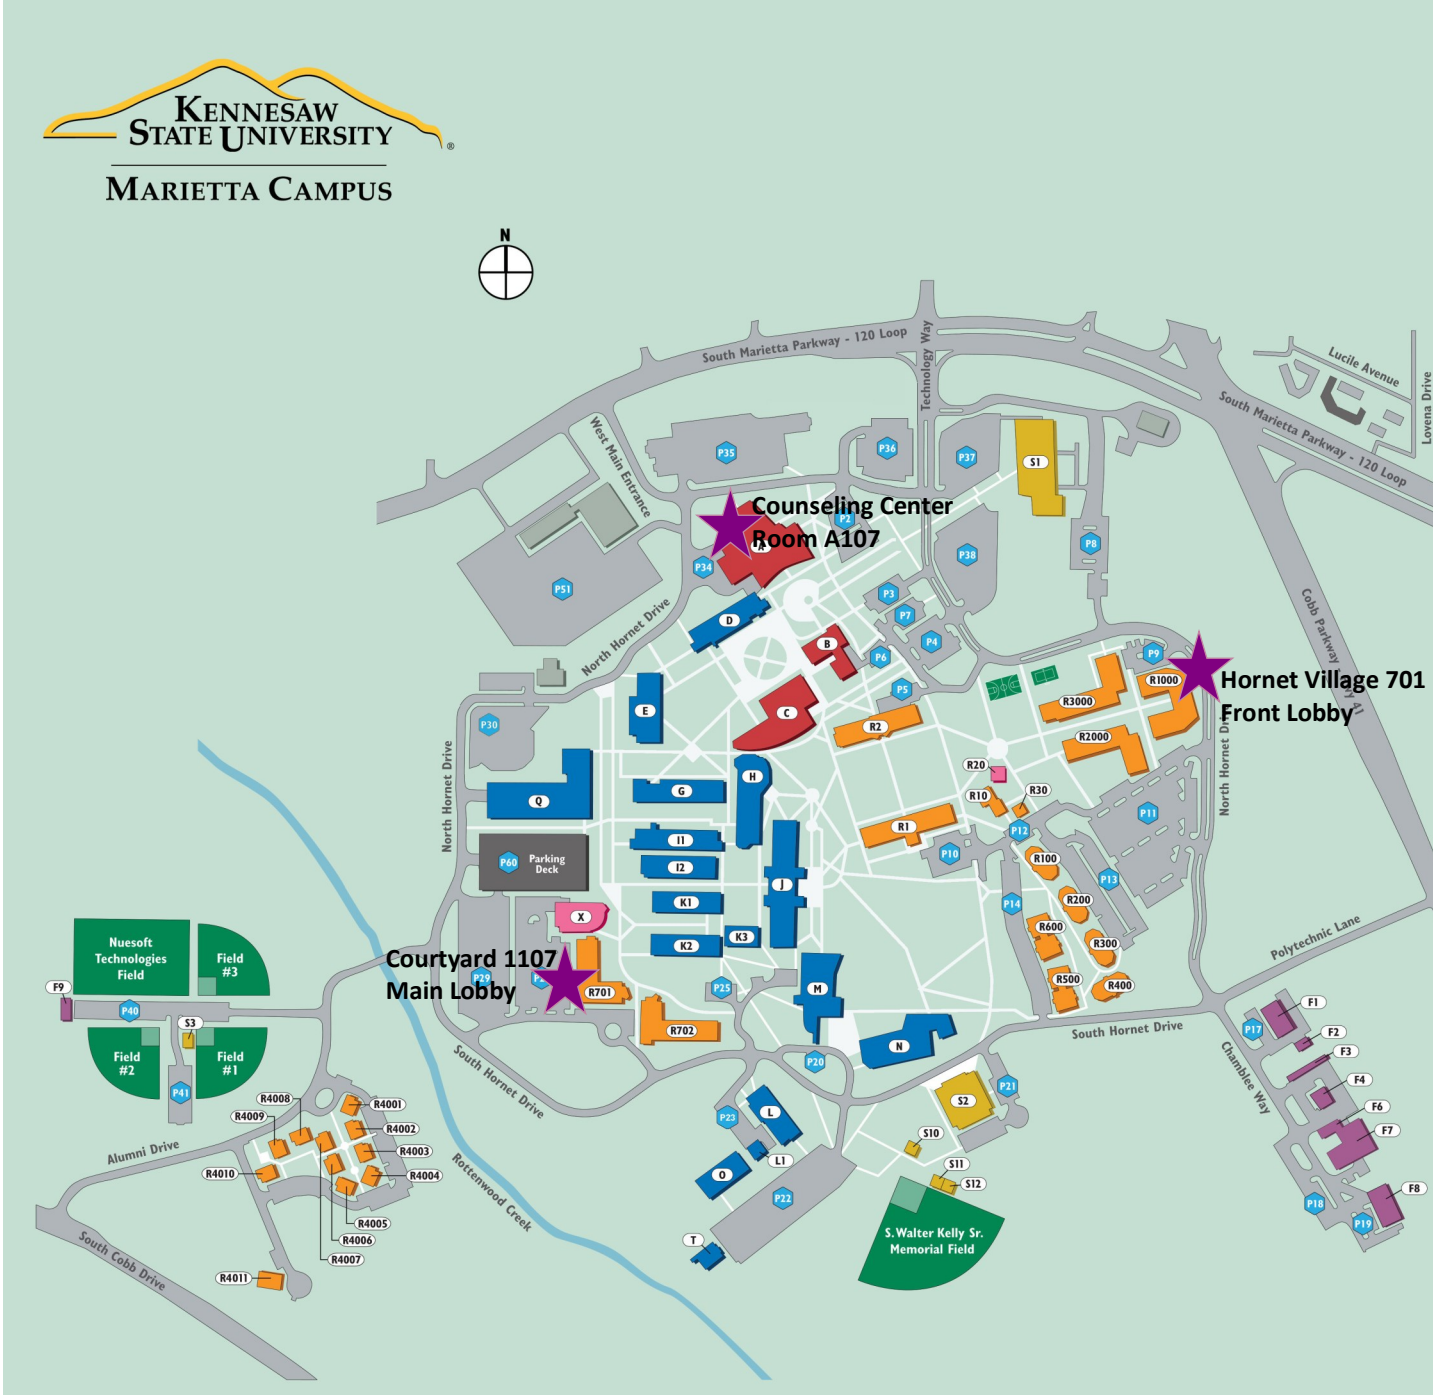 KENNESAW
STATE UNIVERSITY
®
MARIETTA CAMPUS
N
South Marietta Parkway - 120 Loop
Technology Way
Lucile Avenue
Lovena Drive
South Marietta Parkway - 120 Loop
West Main Entrance
P35
P36
P37
S1
Counseling Center
Room A107
P2
A
P34
P38
P8
P51
P3
P7
P4
P6
P5
D
B
North Hornet Drive
Cobb Parkway
41
P9
R1000
Hornet Village 701
Front Lobby
R3000
R2000
North Hornet
E
C
R2
P30
North Hornet Drive
R20
R10
R30
H
G
Q
P11
I1
R1
P12
P10
I2
P60
Parking
Deck
R100
P13
J
K1
P14
R200
X
R600
K3
K2
R300
Polytechnic Lane
Nuesoft
Technologies
Field
Field
#3
Courtyard 1107
Main Lobby
P29
R701
P25
M
R500
R400
F9
P40
S3
R702
N
South Hornet Drive
F1
P17
F2
Field
#2
Field
#1
P20
F3
Chamblee Way
F4
P41
South Hornet Drive
P21
S2
R4008
R4001
R4009
P23
L
F6
R4002
F7
S10
Alumni Drive
R4003
L1
S11
R4010
R4004
O
S12
F8
P22
Rottenwood Creek
P18
R4005
P19
R4006
S. Walter Kelly Sr.
Memorial Field
T
R4007
South Cobb Drive
R4011